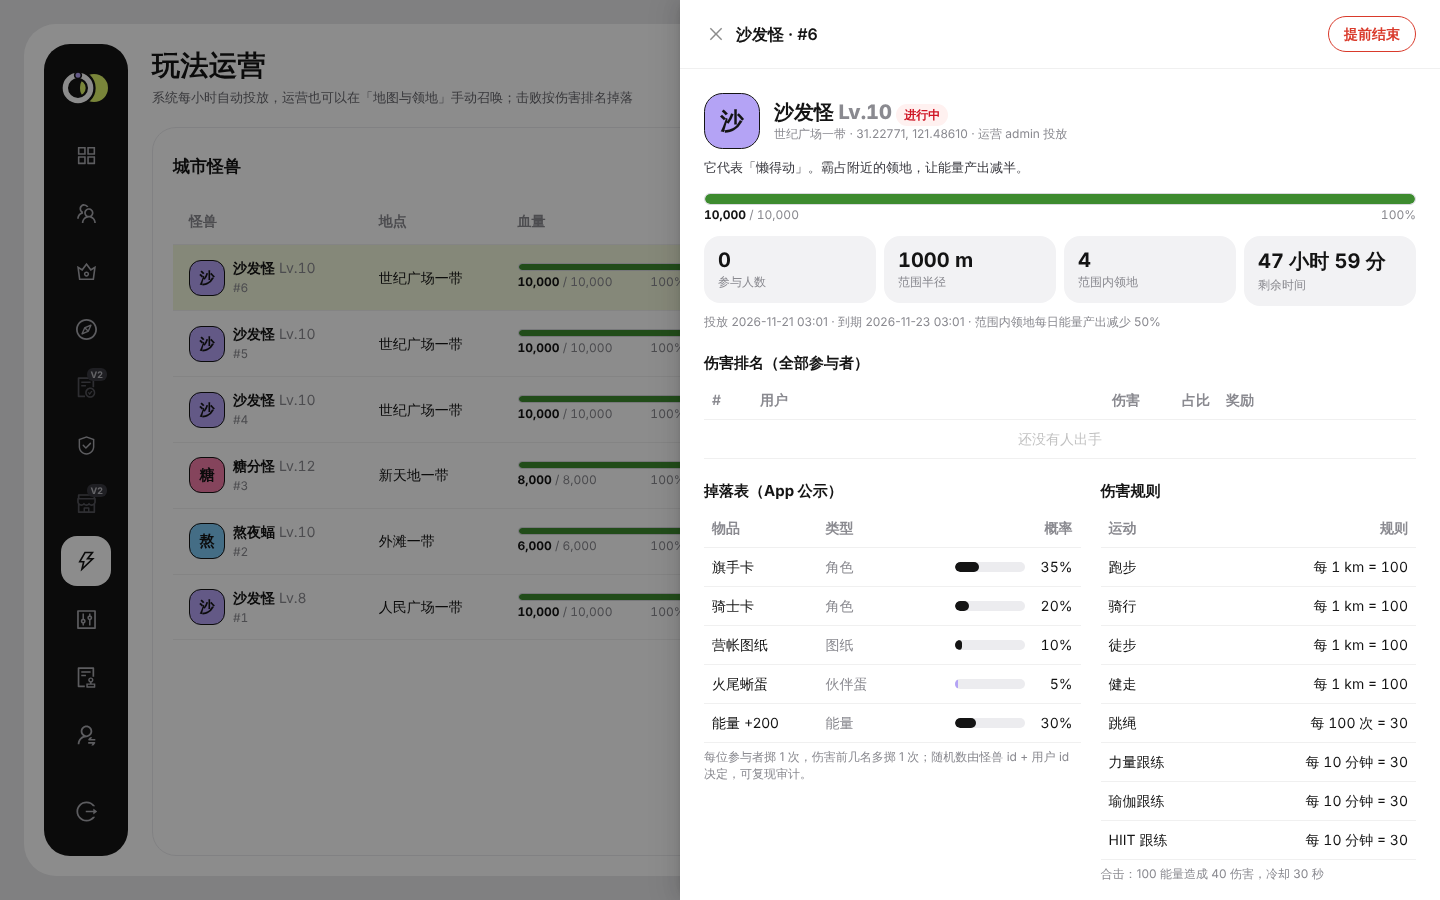 玩法运营
系统每小时自动投放，运营也可以在「地图与领地」手动召唤；击败按伤害排名掉落
V2
V2
城市怪兽
怪兽 地点 血量
沙 沙发怪 Lv.10 #6 世纪广场一带 10,000 / 10,000 100%
沙 沙发怪 Lv.10 #5 世纪广场一带 10,000 / 10,000 100%
沙 沙发怪 Lv.10 #4 世纪广场一带 10,000 / 10,000 100%
糖 糖分怪 Lv.12 #3 新天地一带 8,000 / 8,000 100%
熬 熬夜蝠 Lv.10 #2 外滩一带 6,000 / 6,000 100%
沙 沙发怪 Lv.8 #1 人民广场一带 10,000 / 10,000 100%
沙发怪 · #6
提前结束
沙
沙发怪 Lv.10 进行中
世纪广场一带 · 31.22771, 121.48610 · 运营 admin 投放
它代表「懒得动」。霸占附近的领地，让能量产出减半。
10,000 / 10,000 100%
0 参与人数
1000 m 范围半径
4 范围内领地
47 小时 59 分 剩余时间
投放 2026-11-21 03:01 · 到期 2026-11-23 03:01 · 范围内领地每日能量产出减少 50%
伤害排名（全部参与者）
# 用户 伤害 占比 奖励
还没有人出手
掉落表（App 公示）
物品 类型 概率
旗手卡 角色 35%
骑士卡 角色 20%
营帐图纸 图纸 10%
火尾蜥蛋 伙伴蛋 5%
能量 +200 能量 30%
每位参与者掷 1 次，伤害前几名多掷 1 次；随机数由怪兽 id + 用户 id
决定，可复现审计。
伤害规则
运动 规则
跑步 每 1 km = 100
骑行 每 1 km = 100
徒步 每 1 km = 100
健走 每 1 km = 100
跳绳 每 100 次 = 30
力量跟练 每 10 分钟 = 30
瑜伽跟练 每 10 分钟 = 30
HIIT 跟练 每 10 分钟 = 30
合击：100 能量造成 40 伤害，冷却 30 秒